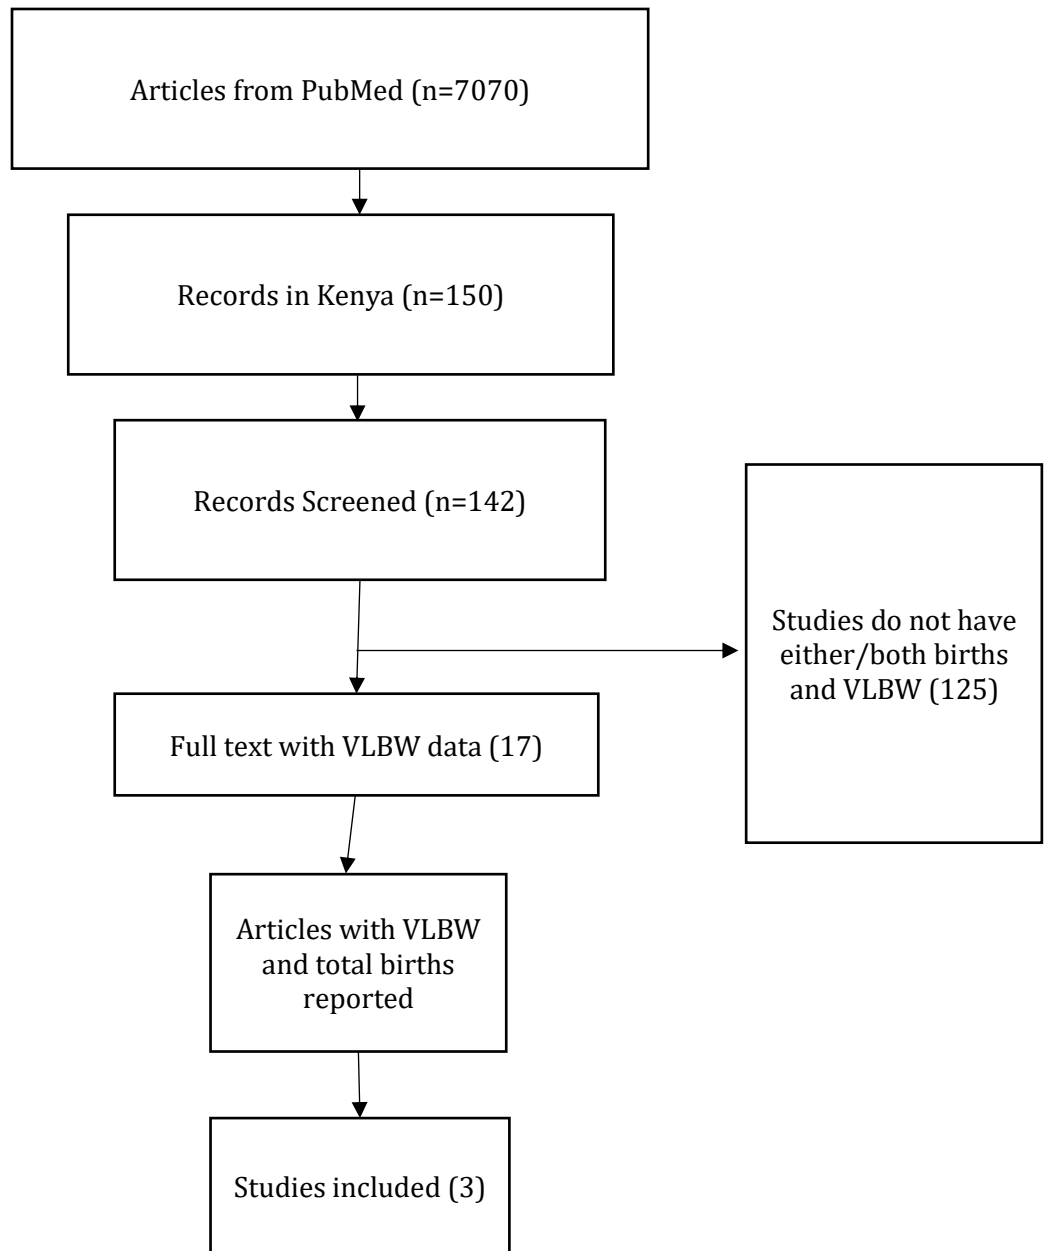 Articles from PubMed (n=7070)
Records in Kenya (n=150)
Records Screened (n=142)
Studies do not have
either/both births
and VLBW (125)
Full text with VLBW data (17)
Articles with VLBW
and total births
reported
Studies included (3)